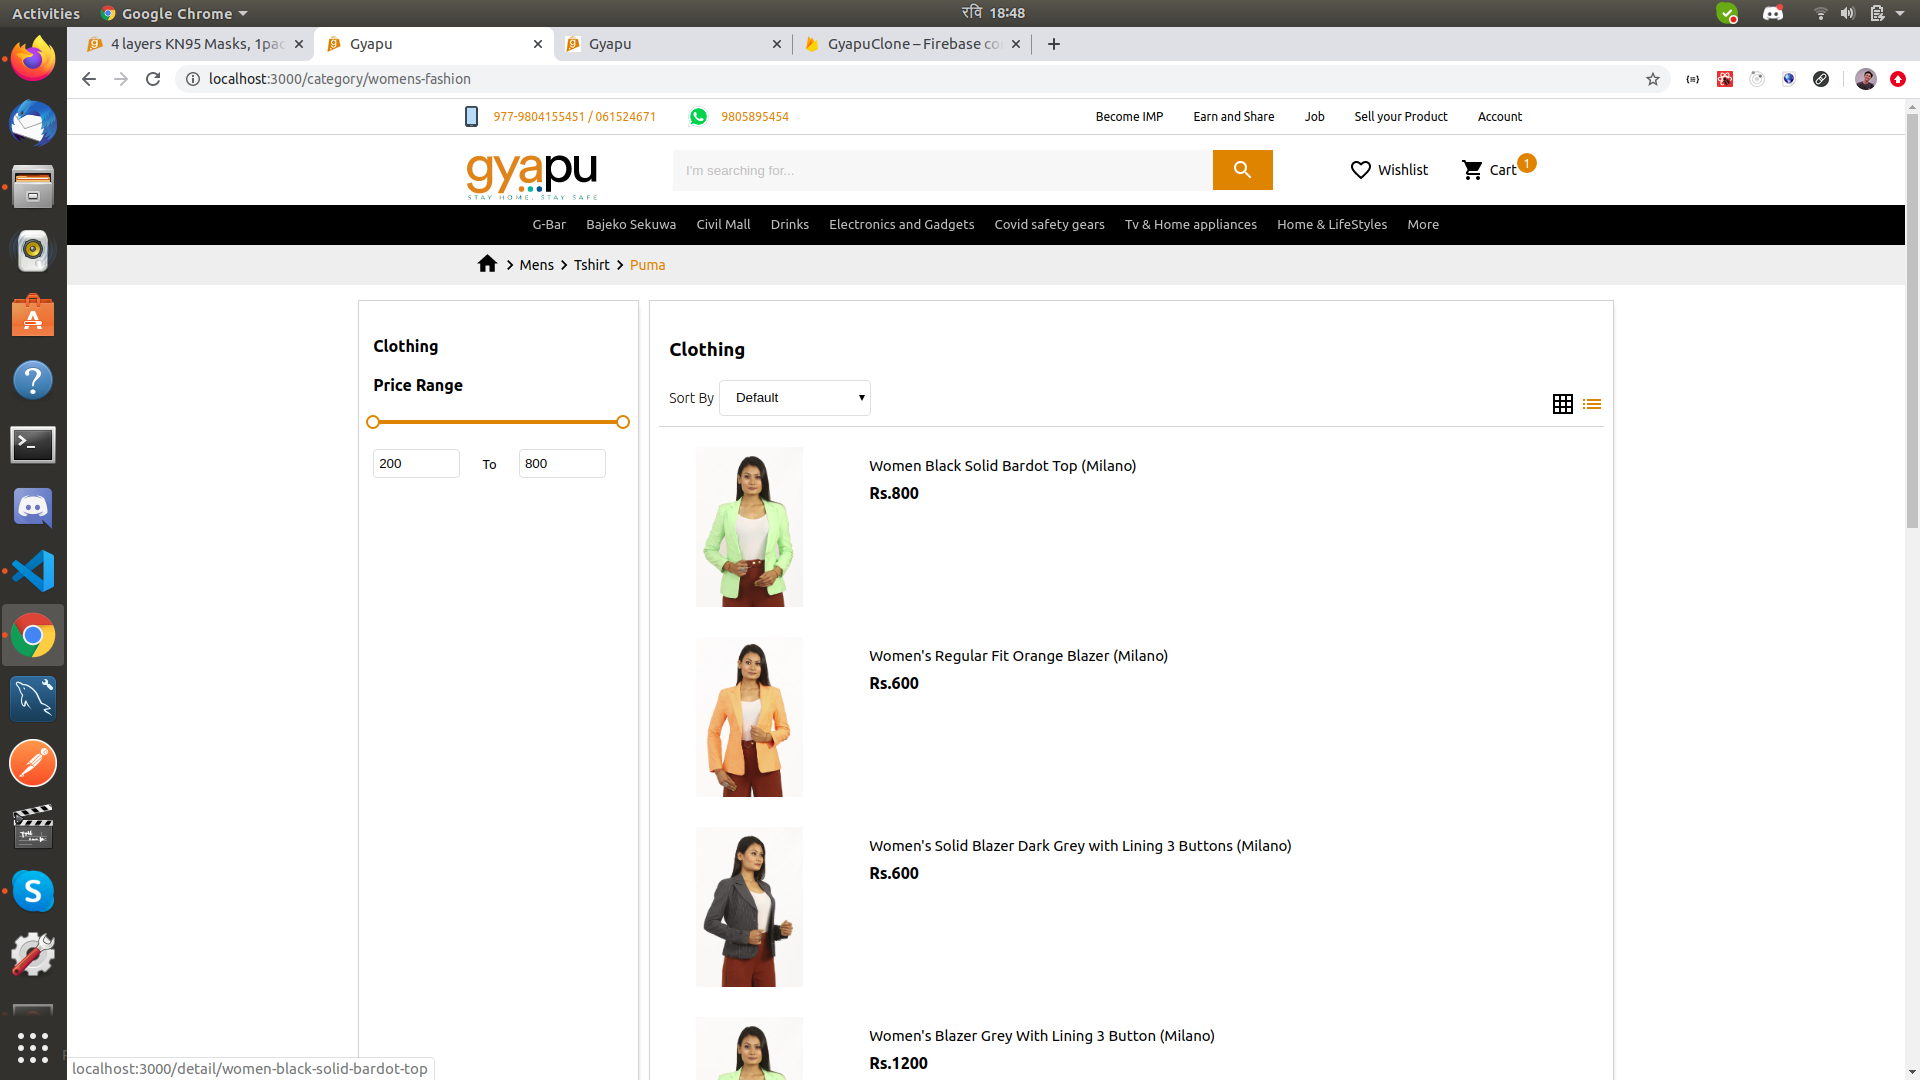 Activities
Google Chrome
रवि 18:48
4 layers KN95 Masks, 1pac
Gyapu
Gyapu
GyapuClone – Firebase co
localhost:3000/category/womens-fashion
977-9804155451 / 061524671
9805895454
Become IMP
Earn and Share
Job
Sell your Product
Account
gyapu
STAY HOME, STAY SAFE
I'm searching for...
Wishlist
Cart 1
G-Bar
Bajeko Sekuwa
Civil Mall
Drinks
Electronics and Gadgets
Covid safety gears
Tv & Home appliances
Home & LifeStyles
More
Mens
Tshirt
Puma
Clothing
Price Range
200 To 800
Clothing
Sort By Default
Women Black Solid Bardot Top (Milano)
Rs.800
Women's Regular Fit Orange Blazer (Milano)
Rs.600
Women's Solid Blazer Dark Grey with Lining 3 Buttons (Milano)
Rs.600
Women's Blazer Grey With Lining 3 Button (Milano)
Rs.1200
localhost:3000/detail/women-black-solid-bardot-top